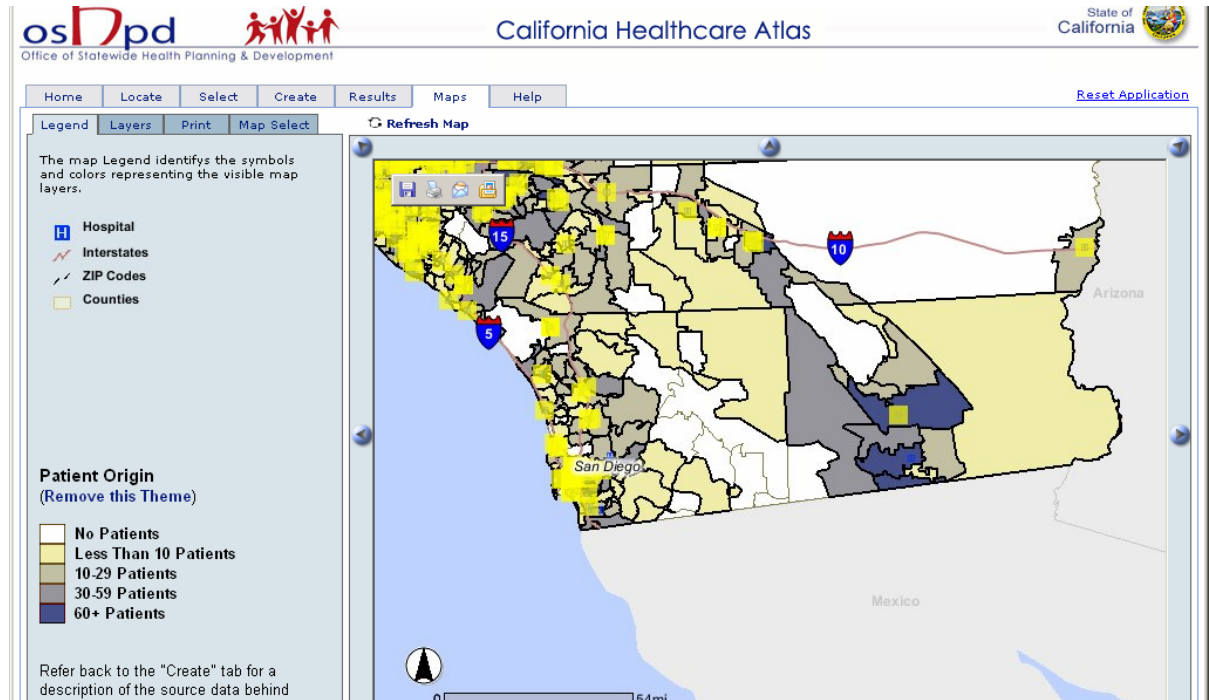 oshpd
Office of Statewide Health Planning & Development
California Healthcare Atlas
State of
California
Home Locate Select Create Results Maps Help
Reset Application
Legend Layers Print Map Select
Refresh Map
The map Legend identifys the symbols
and colors representing the visible map
layers.
H Hospital
Interstates
ZIP Codes
Counties
15
10
5
Arizona
San Diego
Mexico
Patient Origin
(Remove this Theme)
No Patients
Less Than 10 Patients
10-29 Patients
30-59 Patients
60+ Patients
Refer back to the "Create" tab for a
description of the source data behind
0 54mi